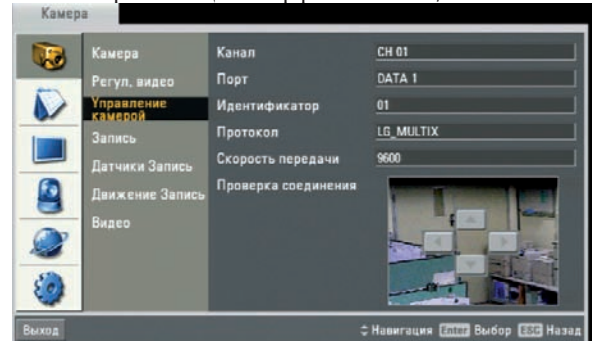 Камера
Камера
Регул. видео
Управление
камерой
Запись
Датчики Запись
Движение Запись
Видео
Канал CH 01
Порт DATA 1
Идентификатор 01
Протокол LG_MULTIX
Скорость передачи 9600
Проверка соединения
Выход
Навигация Enter Выбор ESC Назад